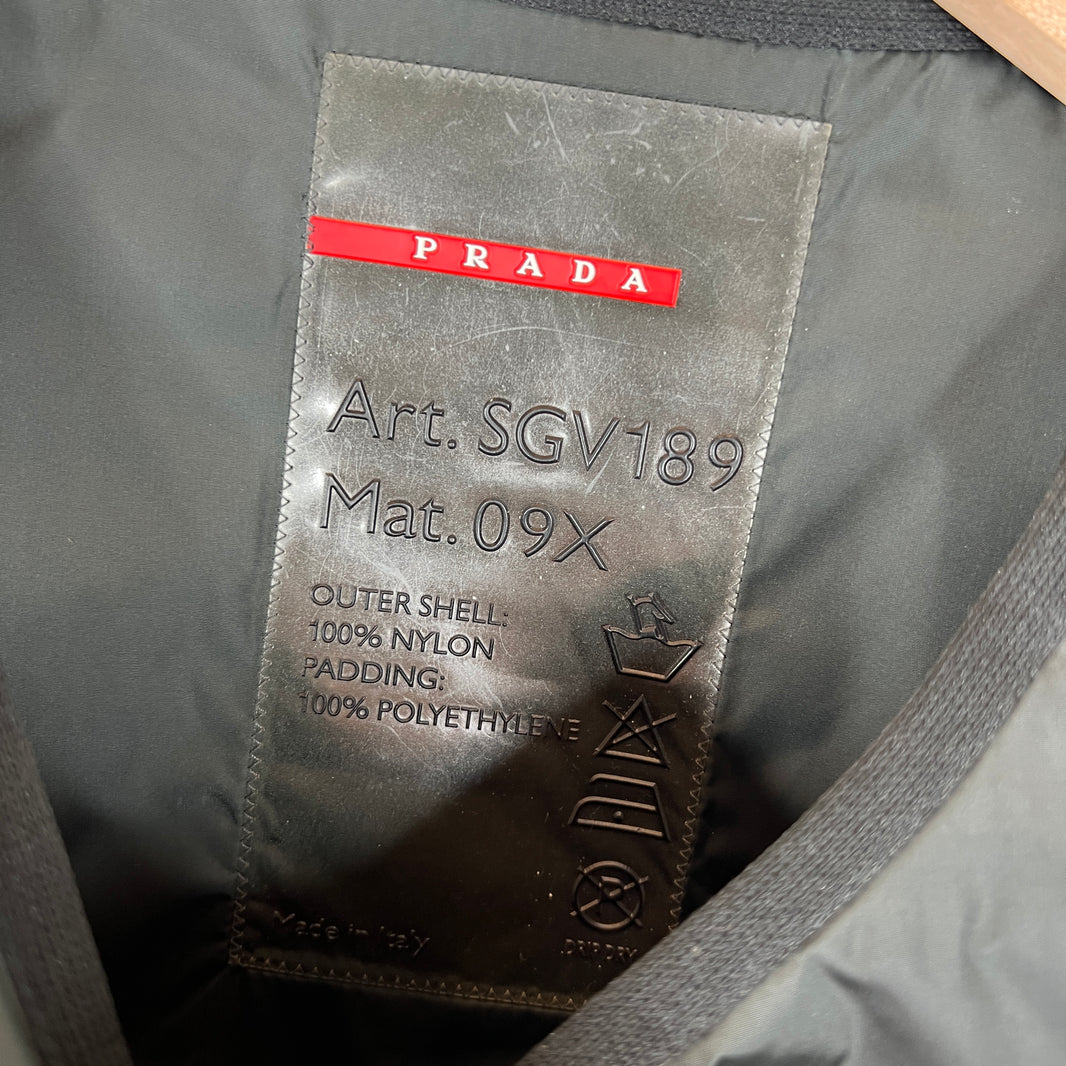 PRADA
Art. SGV189
Mat. 09X
OUTER SHELL:
100% NYLON
PADDING:
100% POLYETHYLENE
P
Made in Italy
DRIP DRY